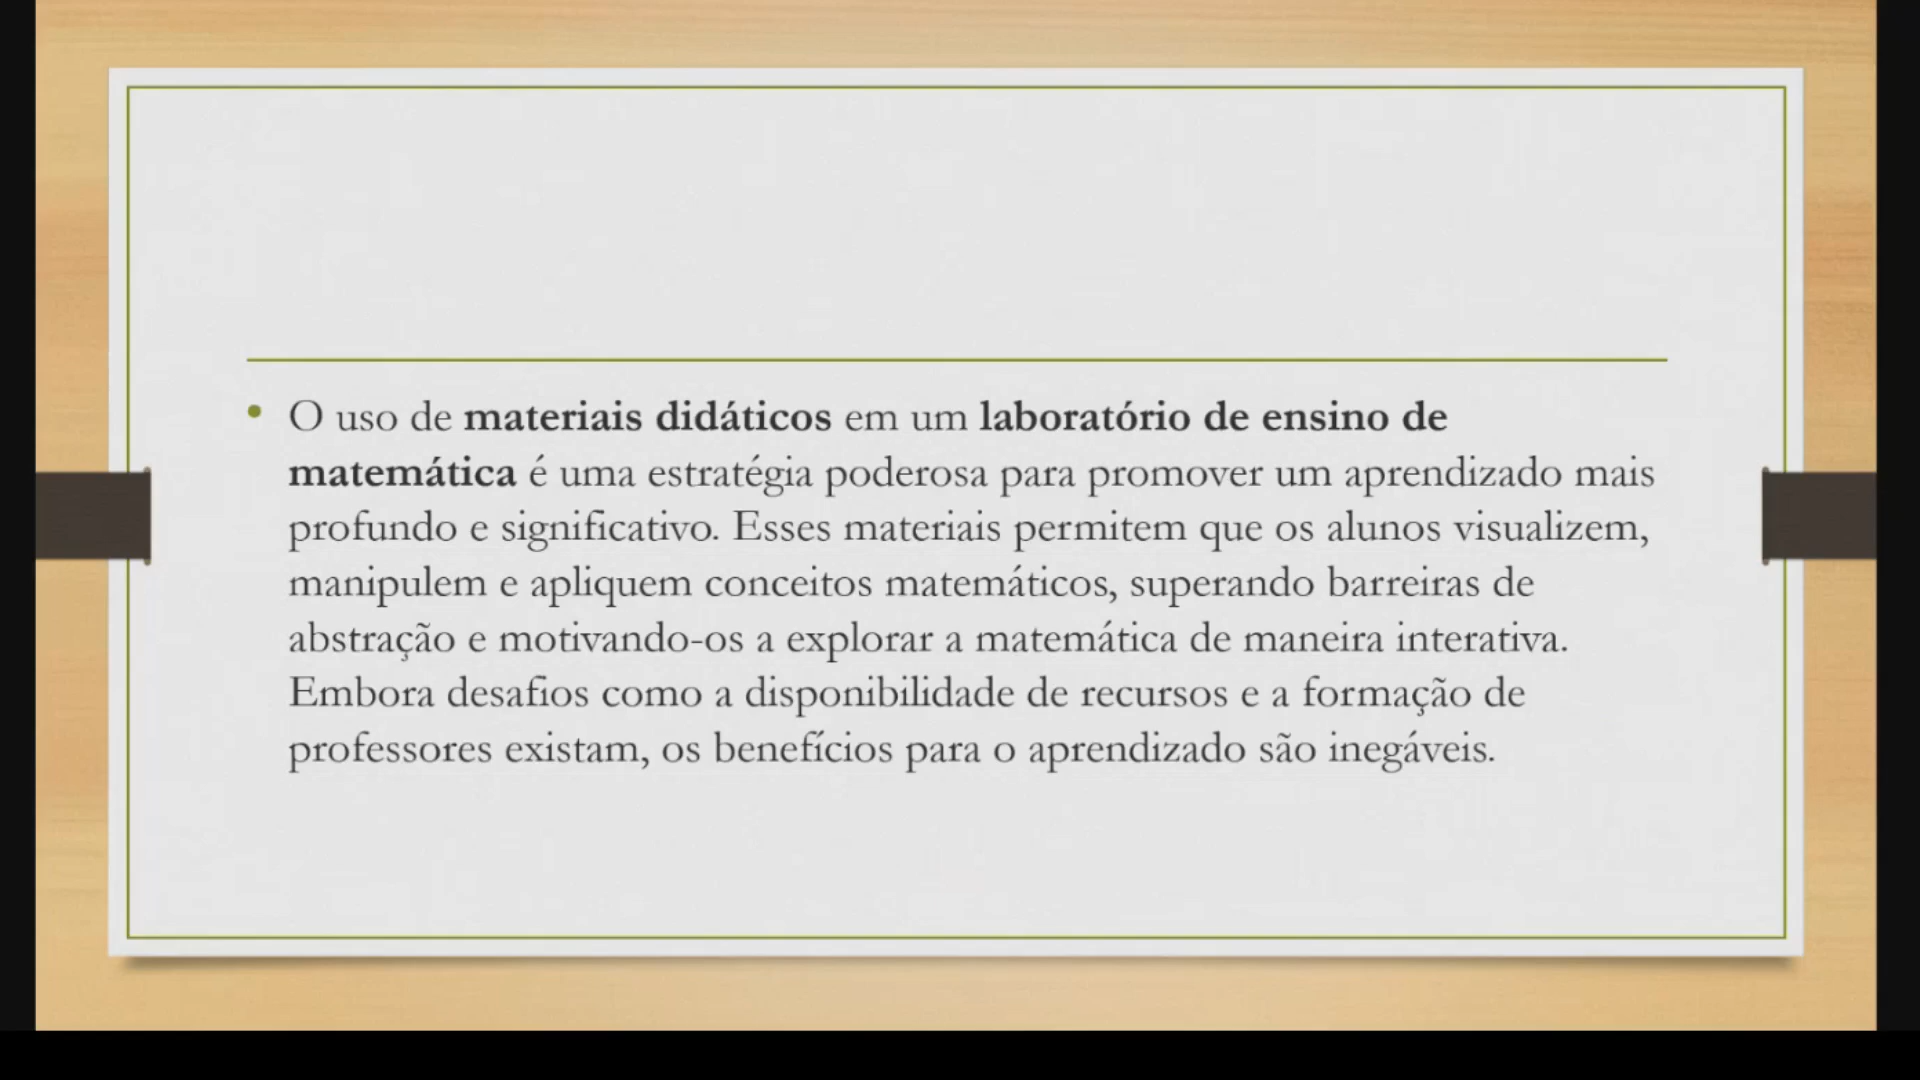 • O uso de materiais didáticos em um laboratório de ensino de
matemática é uma estratégia poderosa para promover um aprendizado mais
profundo e significativo. Esses materiais permitem que os alunos visualizem,
manipulem e apliquem conceitos matemáticos, superando barreiras de
abstração e motivando-os a explorar a matemática de maneira interativa.
Embora desafios como a disponibilidade de recursos e a formação de
professores existam, os benefícios para o aprendizado são inegáveis.